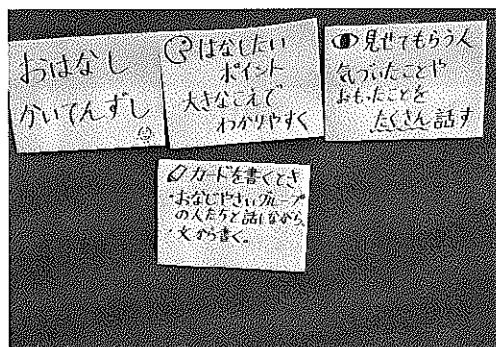 おはなし
かいてんずし
はなしたい
ポイント
大きなこえで
わかりやすく
見せてもらう人
気づいたことや
おもったことを
たくさん話す
カードを書くとき
・おなじやさいグループ
の人たちと話しながら、
・文から書く。